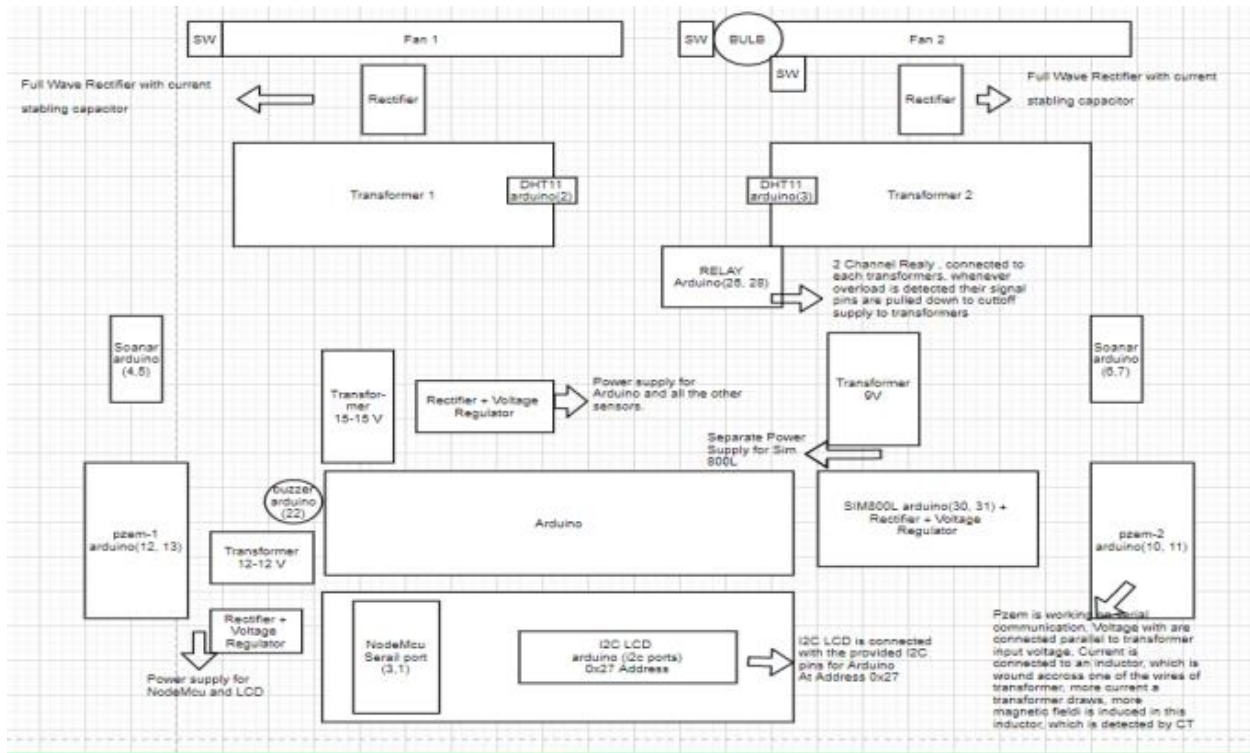 SW
Fan 1
SW
BULB
Fan 2
SW
Full Wave Rectifier with current
stabling capacitor
Rectifier
Rectifier
Full Wave Rectifier with current
stabling capacitor
Transformer 1
DHT11
arduino(2)
DHT11
arduino(3)
Transformer 2
RELAY
Arduino(26, 28)
2 Channel Realy , connected to
each transformers, whenever
overload is detected their signal
pins are pulled down to cuttoff
supply to transformers
Soanar
arduino
(4,5)
Transfor-
mer
15-15 V
Rectifier + Voltage
Regulator
Power supply for
Arduino and all the other
sensors.
Transformer
9V
Soanar
arduino
(6,7)
Separate Power
Supply for Sim
800L
buzzer
arduino
(22)
Arduino
SIM800L arduino(30, 31) +
Rectifier + Voltage
Regulator
pzem-1
arduino(12, 13)
pzem-2
arduino(10, 11)
Transformer
12-12 V
Rectifier +
Voltage
Regulator
Power supply for
NodeMcu and LCD
NodeMcu
Serail port
(3,1)
I2C LCD
arduino (i2c ports)
0x27 Address
I2C LCD is connected
with the provided I2C
pins for Arduino
At Address 0x27
Pzem is working on serial
communication. Voltage with are
connected parallel to transformer
input voltage. Current is
connected to an inductor, which is
wound accross one of the wires of
transformer, more current a
transformer draws, more
magnetic fieldi is induced in this
inductor, which is detected by CT